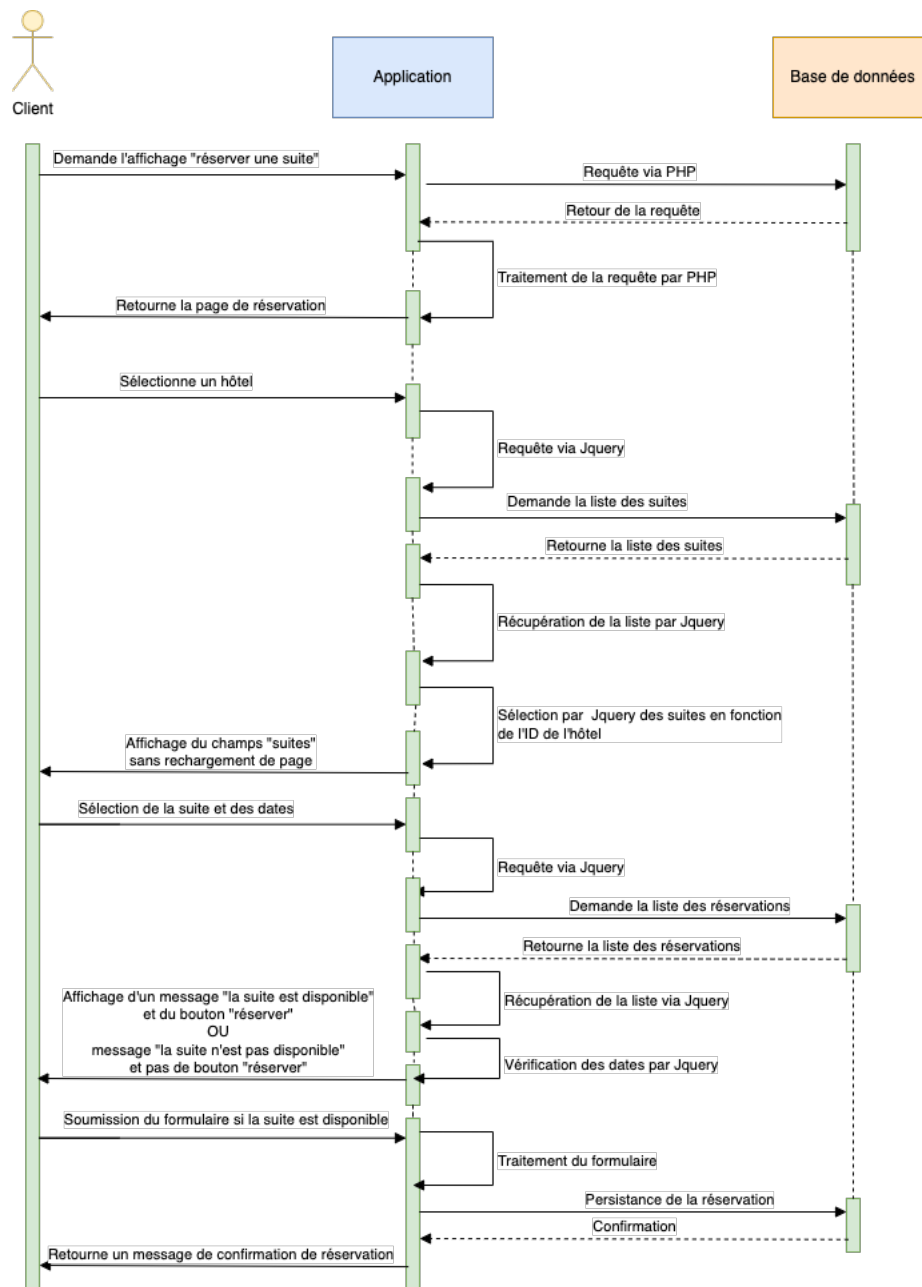 Client
Application
Base de données
Demande l'affichage "réserver une suite"
Requête via PHP
Retour de la requête
Traitement de la requête par PHP
Retourne la page de réservation
Sélectionne un hôtel
Requête via Jquery
Demande la liste des suites
Retourne la liste des suites
Récupération de la liste par Jquery
Sélection par Jquery des suites en fonction
de l'ID de l'hôtel
Affichage du champs "suites"
sans rechargement de page
Sélection de la suite et des dates
Requête via Jquery
Demande la liste des réservations
Retourne la liste des réservations
Récupération de la liste via Jquery
Affichage d'un message "la suite est disponible"
et du bouton "réserver"
OU
message "la suite n'est pas disponible"
et pas de bouton "réserver"
Vérification des dates par Jquery
Soumission du formulaire si la suite est disponible
Traitement du formulaire
Persistance de la réservation
Confirmation
Retourne un message de confirmation de réservation